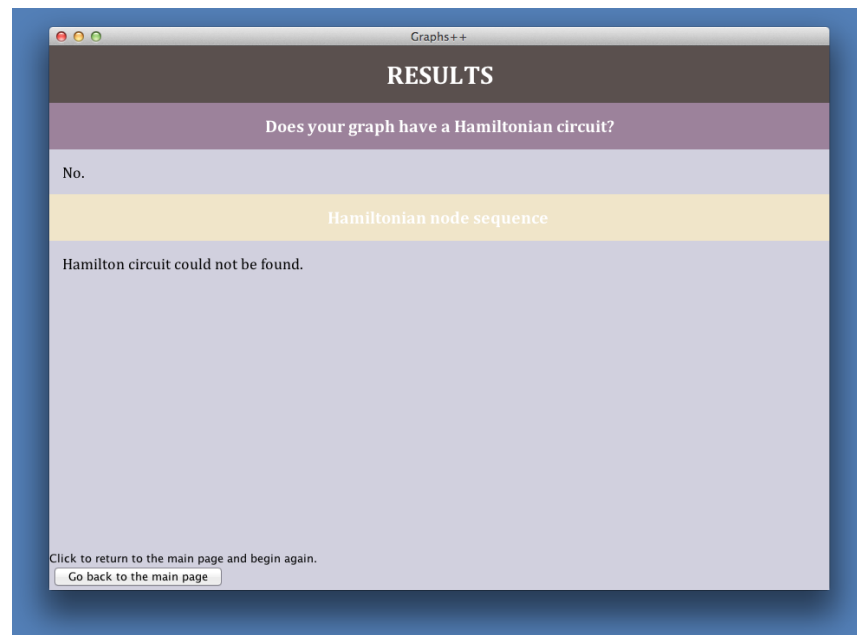 Graphs++
RESULTS
Does your graph have a Hamiltonian circuit?
No.
Hamiltonian node sequence
Hamilton circuit could not be found.
Click to return to the main page and begin again.
Go back to the main page